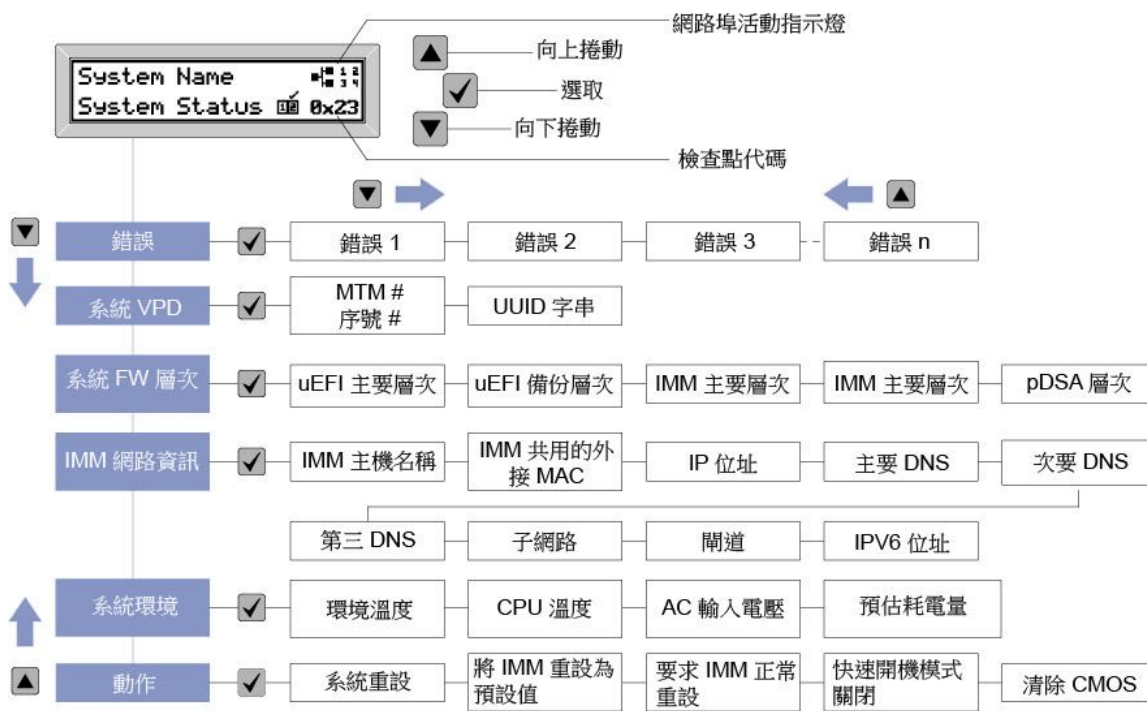 網路埠活動指示燈
System Name 1 2
3 4
System Status 12 0x23
向上捲動
選取
向下捲動
檢查點代碼
錯誤
錯誤 1
錯誤 2
錯誤 3
錯誤 n
系統 VPD
MTM #
序號 #
UUID 字串
系統 FW 層次
uEFI 主要層次
uEFI 備份層次
IMM 主要層次
IMM 主要層次
pDSA 層次
IMM 網路資訊
IMM 主機名稱
IMM 共用的外
接 MAC
IP 位址
主要 DNS
次要 DNS
第三 DNS
子網路
閘道
IPV6 位址
系統環境
環境溫度
CPU 溫度
AC 輸入電壓
預估耗電量
動作
系統重設
將 IMM 重設為
預設值
要求 IMM 正常
重設
快速開機模式
關閉
清除 CMOS